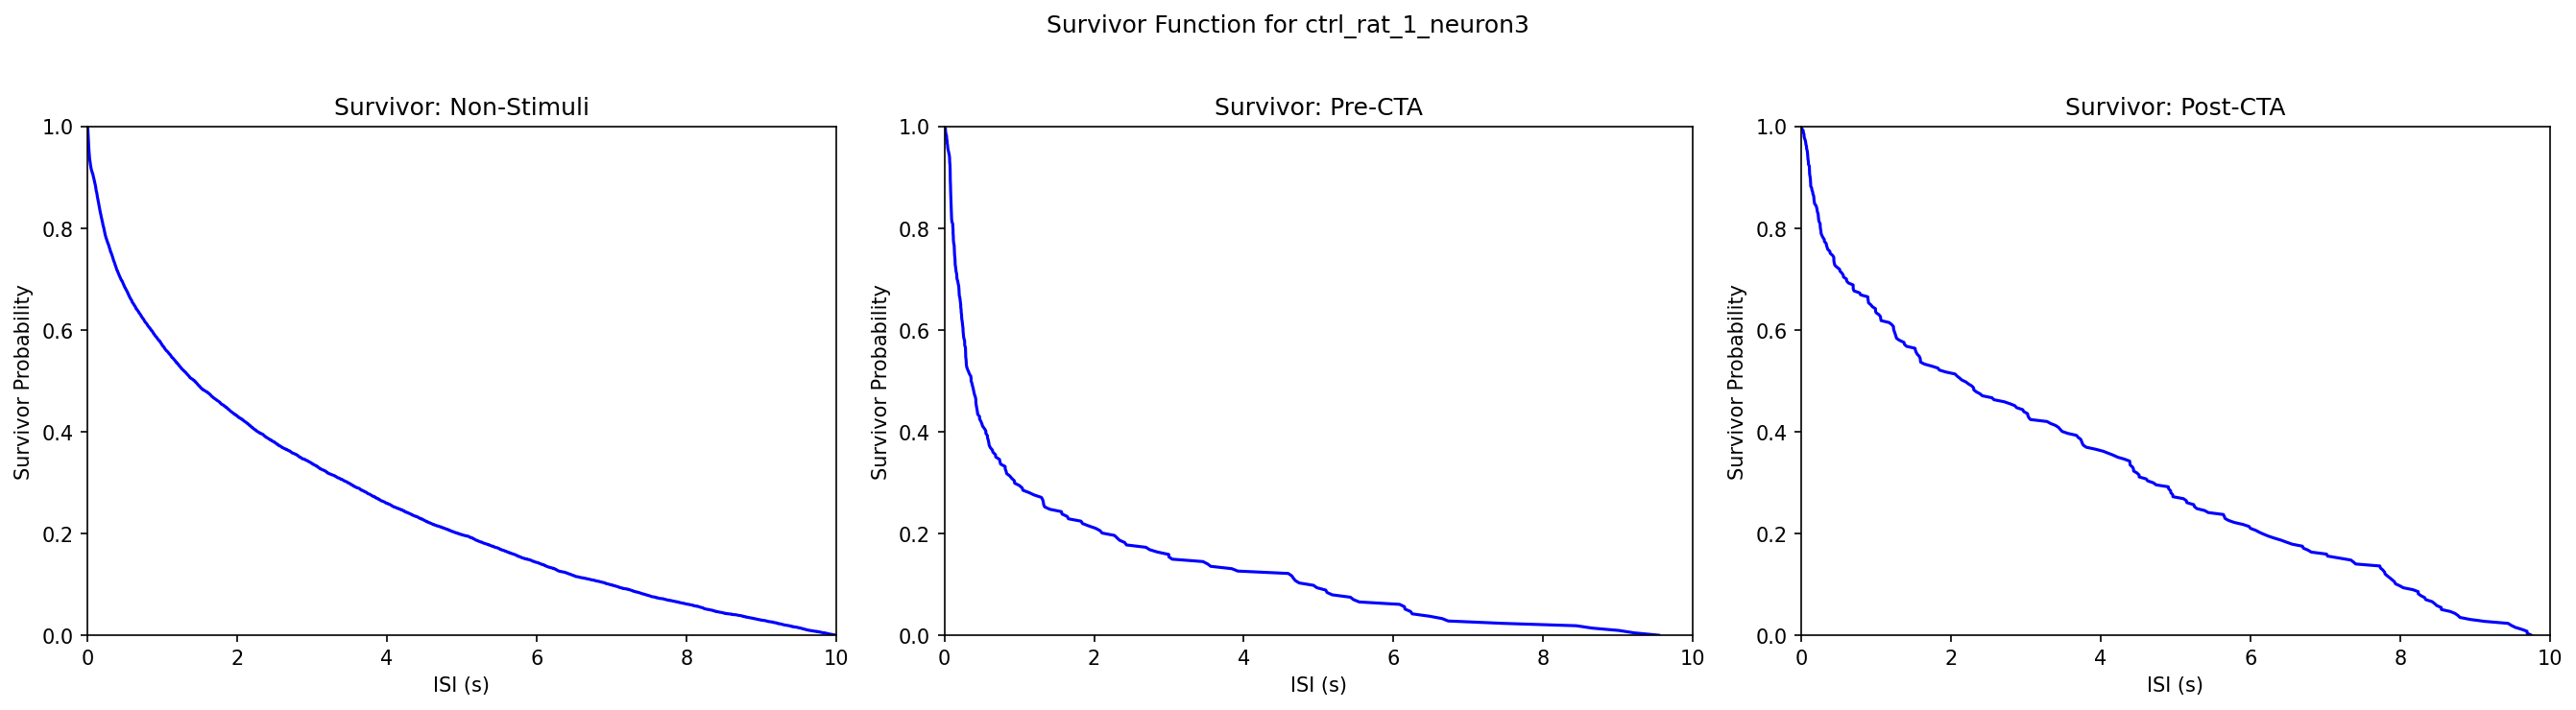 Survivor Function for ctrl_rat_1_neuron3
Survivor: Non-Stimuli
Survivor Probability
1.0
0.8
0.6
0.4
0.2
0.0
0 2 4 6 8 10
ISI (s)
Survivor: Pre-CTA
Survivor Probability
1.0
0.8
0.6
0.4
0.2
0.0
0 2 4 6 8 10
ISI (s)
Survivor: Post-CTA
Survivor Probability
1.0
0.8
0.6
0.4
0.2
0.0
0 2 4 6 8 10
ISI (s)